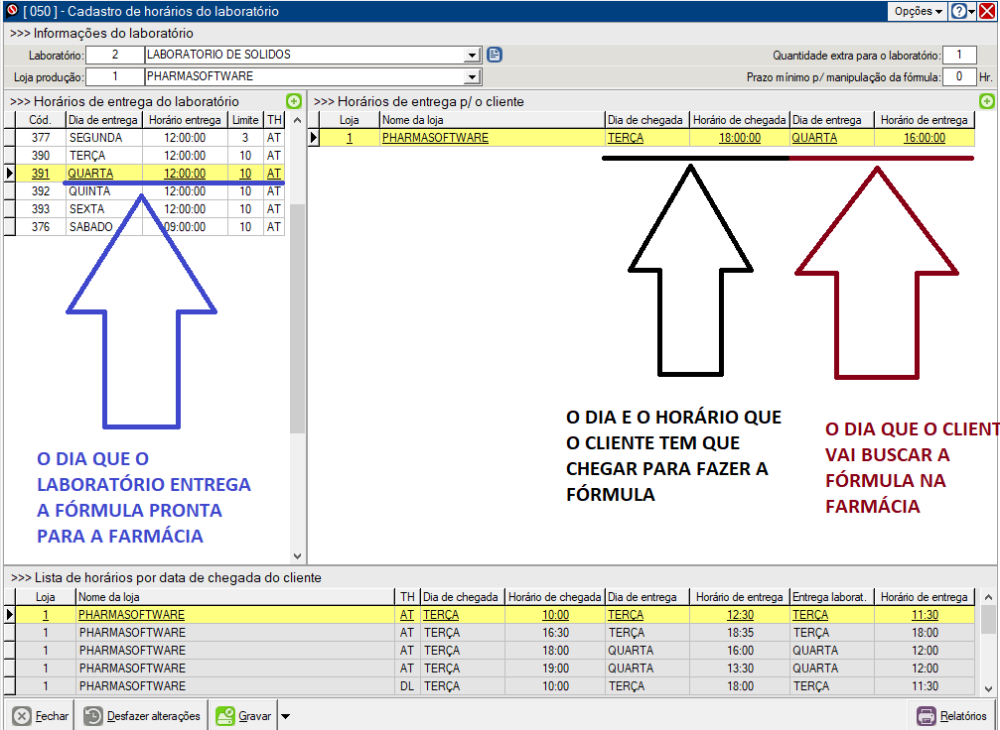 [ 050 ] - Cadastro de horários do laboratório Opções
>>> Informações do laboratório
Laboratório: 2 LABORATORIO DE SOLIDOS Quantidade extra para o laboratório: 1
Loja produção: 1 PHARMASOFTWARE Prazo mínimo p/ manipulação da fórmula: 0 Hr.
>>> Horários de entrega do laboratório
Cód. Dia de entrega Horário entrega Limite TH
377 SEGUNDA 12:00:00 3 AT
390 TERÇA 12:00:00 10 AT
391 QUARTA 12:00:00 10 AT
392 QUINTA 12:00:00 10 AT
393 SEXTA 12:00:00 10 AT
376 SABADO 09:00:00 10 AT
O DIA QUE O
LABORATÓRIO ENTREGA
A FÓRMULA PRONTA
PARA A FARMÁCIA
>>> Horários de entrega p/ o cliente
Loja Nome da loja Dia de chegada Horário de chegada Dia de entrega Horário de entrega
1 PHARMASOFTWARE TERÇA 18:00:00 QUARTA 16:00:00
O DIA E O HORÁRIO QUE
O CLIENTE TEM QUE
CHEGAR PARA FAZER A
FÓRMULA
O DIA QUE O CLIENT
VAI BUSCAR A
FÓRMULA NA
FARMÁCIA
>>> Lista de horários por data de chegada do cliente
Loja Nome da loja TH Dia de chegada Horário de chegada Dia de entrega Horário de entrega Entrega laborat. Horário de entrega
1 PHARMASOFTWARE AT TERÇA 10:00 TERÇA 12:30 TERÇA 11:30
1 PHARMASOFTWARE AT TERÇA 16:30 TERÇA 18:35 TERÇA 18:00
1 PHARMASOFTWARE AT TERÇA 18:00 QUARTA 16:00 QUARTA 12:00
1 PHARMASOFTWARE AT TERÇA 19:00 QUARTA 13:30 QUARTA 12:00
1 PHARMASOFTWARE DL TERÇA 10:00 TERÇA 18:00 TERÇA 11:30
Fechar Desfazer alterações Gravar Relatórios